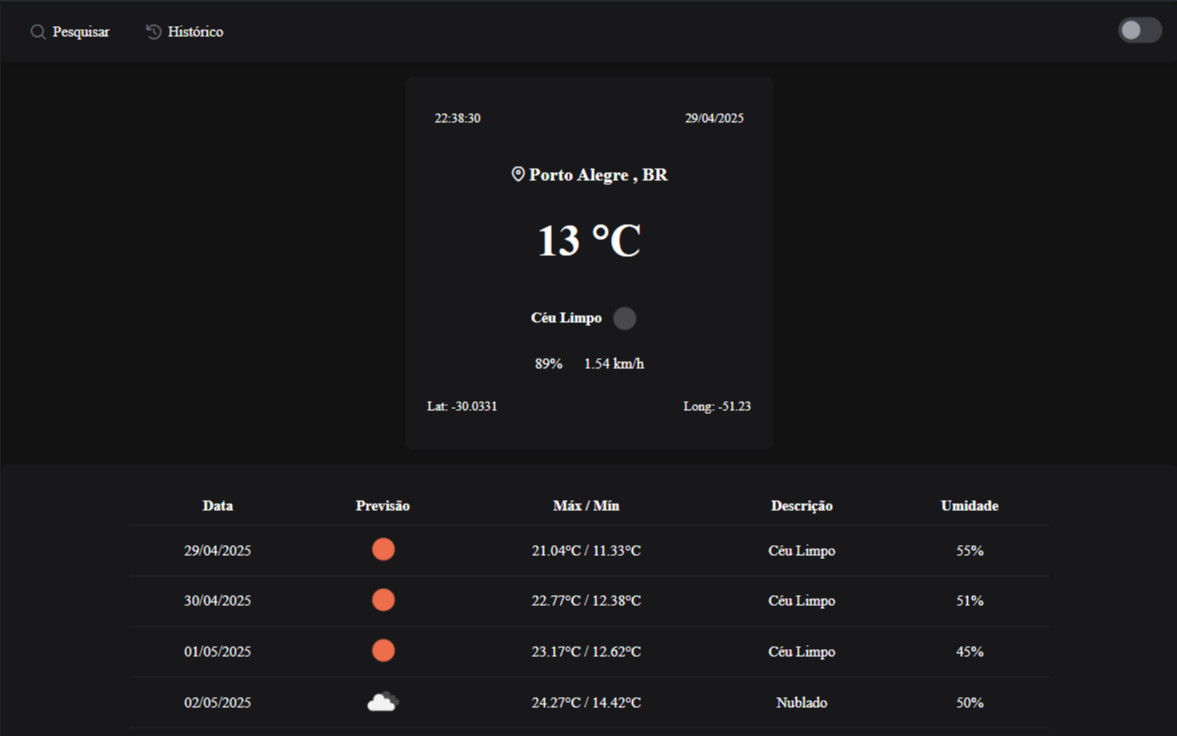 Pesquisar Histórico
22:38:30 29/04/2025
Porto Alegre , BR
13 °C
Céu Limpo
89% 1.54 km/h
Lat: -30.0331 Long: -51.23
Data Previsão Máx / Mín Descrição Umidade
29/04/2025 21.04°C / 11.33°C Céu Limpo 55%
30/04/2025 22.77°C / 12.38°C Céu Limpo 51%
01/05/2025 23.17°C / 12.62°C Céu Limpo 45%
02/05/2025 24.27°C / 14.42°C Nublado 50%